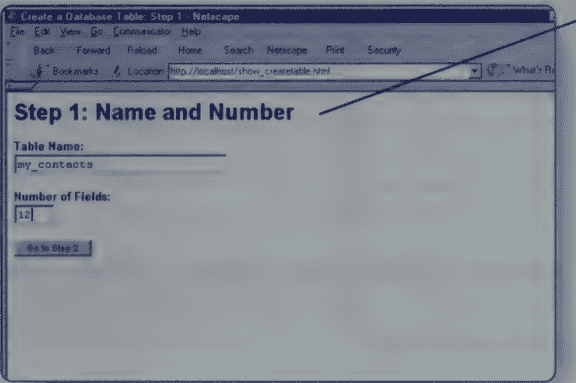 Create a Database Table: Step 1 - Netscape
File Edit View Go Communicator Help
Back Forward Reload Home Search Netscape Print Security
Bookmarks Location: http://localhost/show_createtable.html What's Re
Step 1: Name and Number
Table Name:
my_contacts
Number of Fields:
12
Go to Step 2